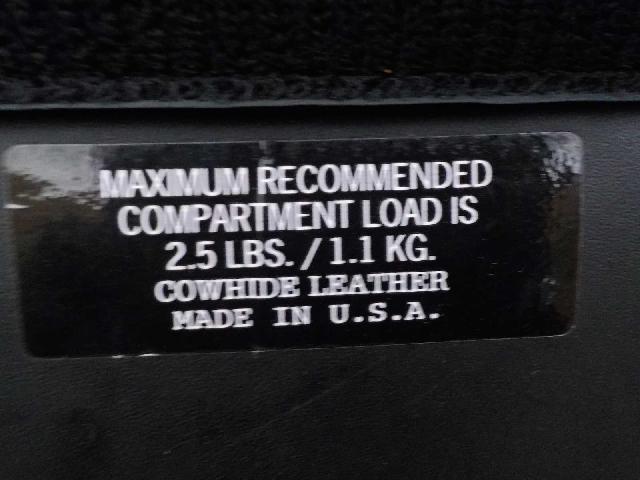 MAXIMUM RECOMMENDED
COMPARTMENT LOAD IS
2.5 LBS. / 1.1 KG.
COWHIDE LEATHER
MADE IN U.S.A.